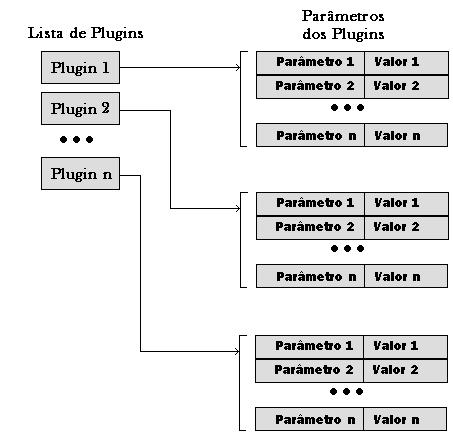 Lista de Plugins
Parâmetros
dos Plugins
Plugin 1
Plugin 2
Plugin n
Parâmetro 1 Valor 1
Parâmetro 2 Valor 2
Parâmetro n Valor n
Parâmetro 1 Valor 1
Parâmetro 2 Valor 2
Parâmetro n Valor n
Parâmetro 1 Valor 1
Parâmetro 2 Valor 2
Parâmetro n Valor n